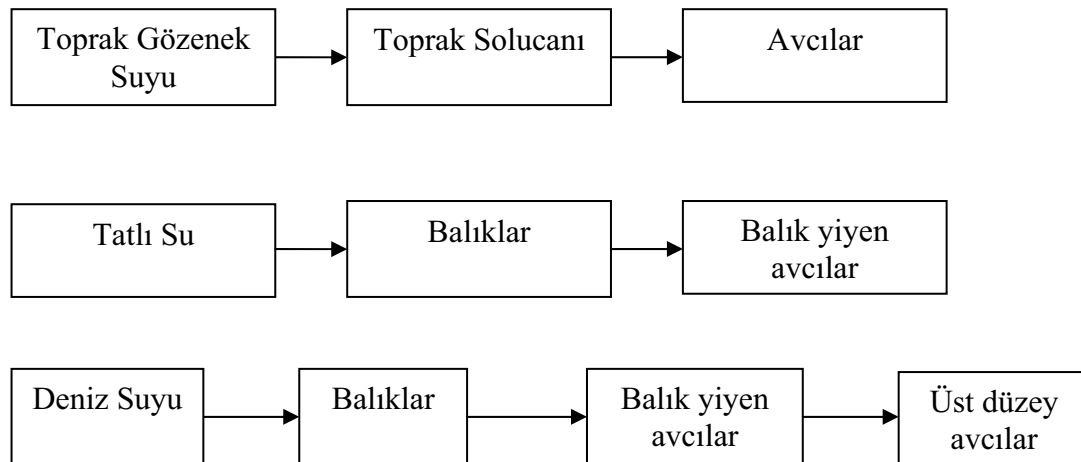 Toprak Gözenek
Suyu
Toprak Solucanı
Avcılar
Tatlı Su
Balıklar
Balık yiyen
avcılar
Deniz Suyu
Balıklar
Balık yiyen
avcılar
Üst düzey
avcılar